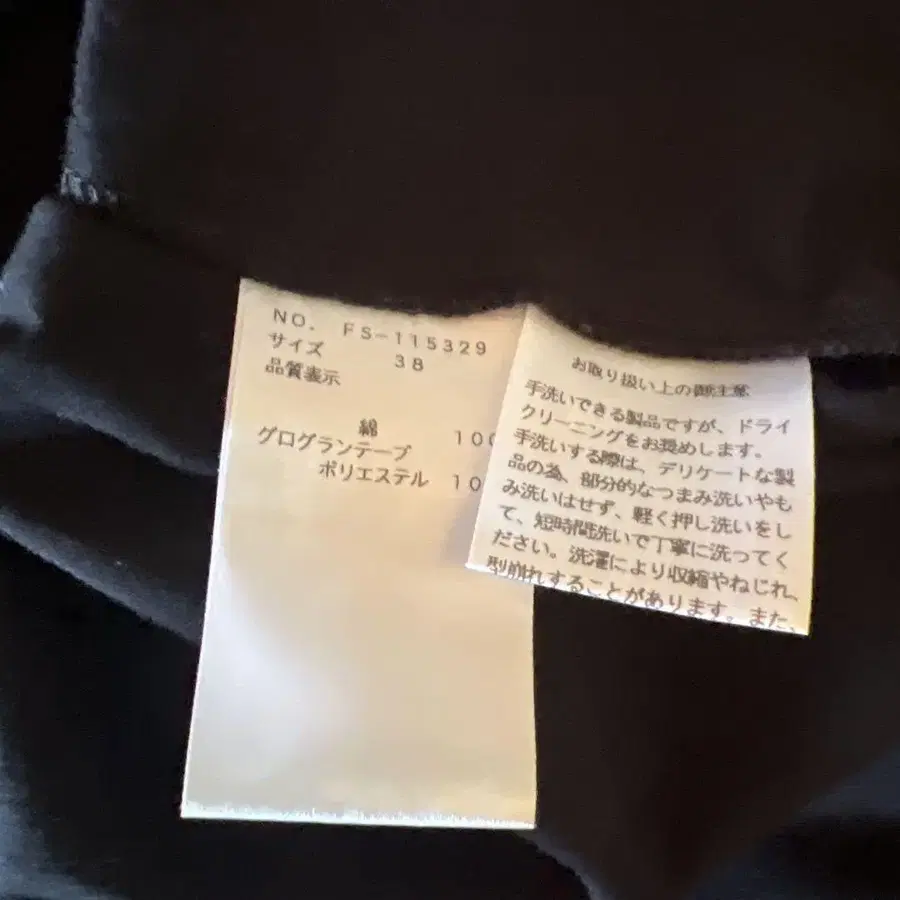 NO. FS-115329
サイズ 38
品質表示
綿 100
グログランテープ
ポリエステル 10
お取り扱い上の御注意
手洗いできる製品ですが、ドライ
クリーニングをお奨めします。
手洗いする際は、デリケートな製
品の為、部分的なつまみ洗いやも
み洗いはせず、軽く押し洗いをし
て、短時間洗いで丁寧に洗ってく
ださい。洗濯により収縮やねじれ、
型崩れすることがあります。また、